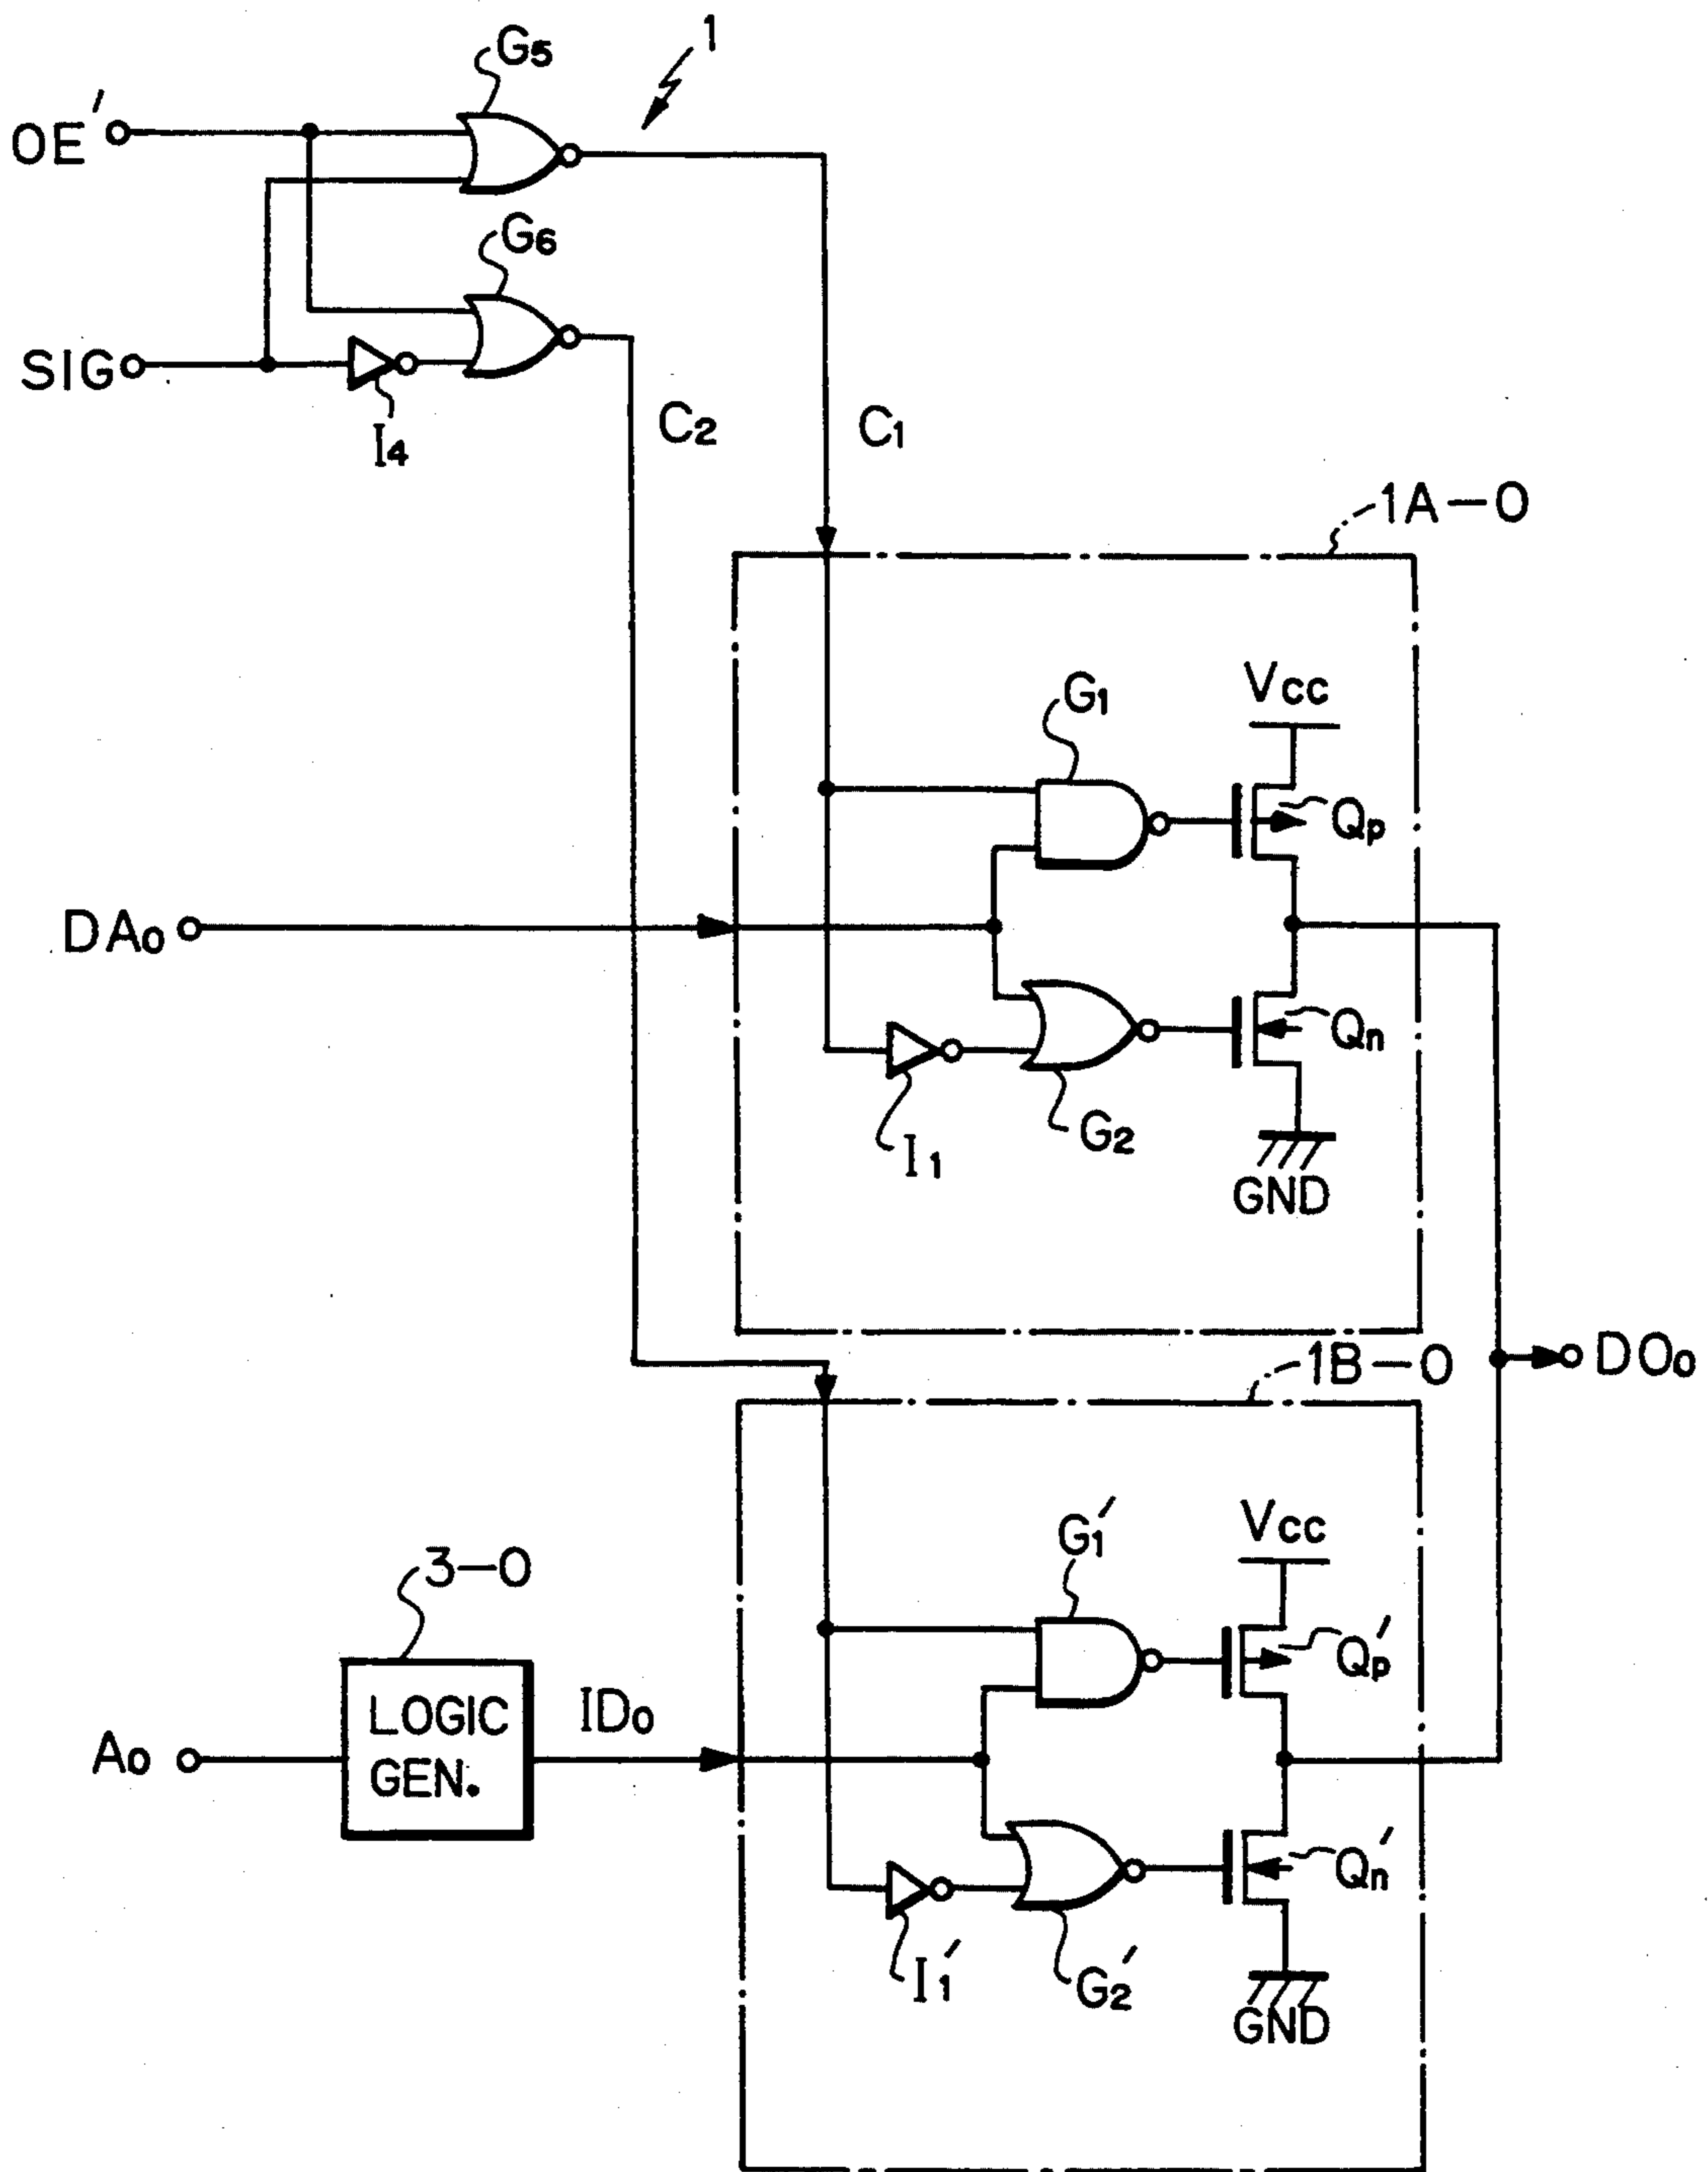 G5
1
OE'
G6
SIG
I4
C2
C1
1A-0
Vcc
G1
Qp
DA0
Qn
I1
G2
GND
1B-0
DO0
Vcc
G1'
3-0
Qp'
LOGIC
GEN.
ID0
A0
Qn'
I1'
G2'
GND